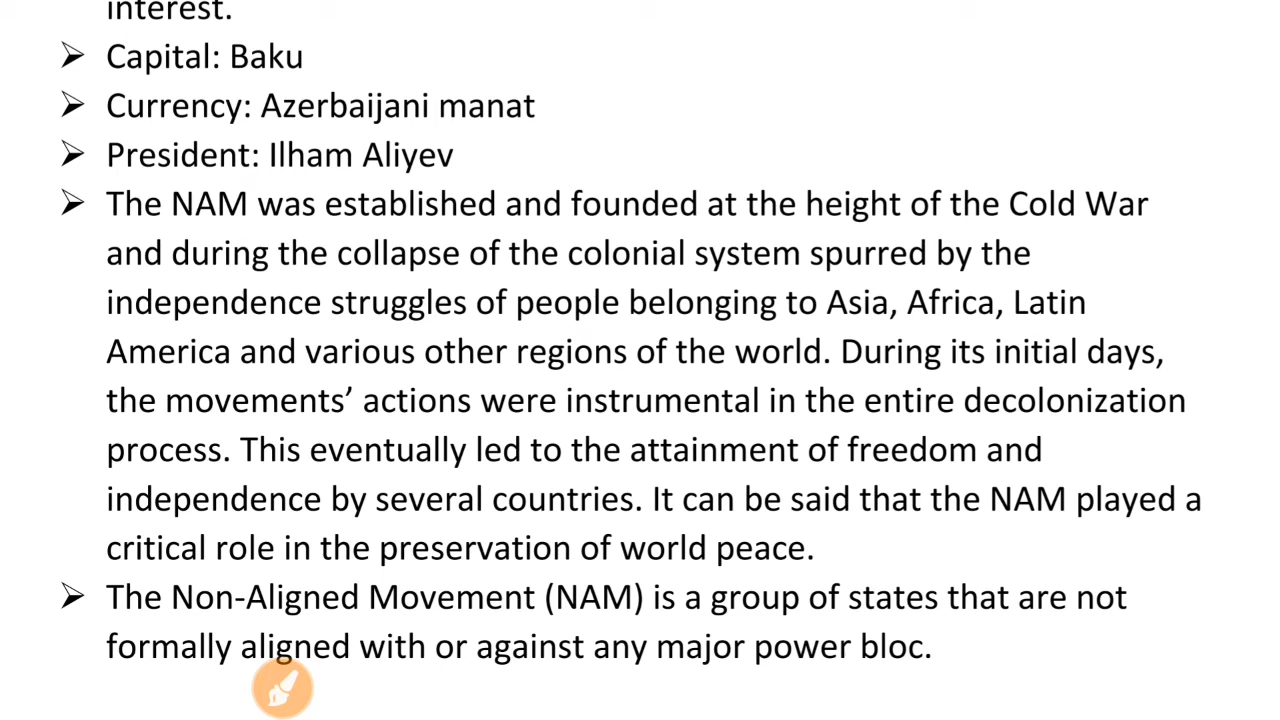 interest.
➢ Capital: Baku
➢ Currency: Azerbaijani manat
➢ President: Ilham Aliyev
➢ The NAM was established and founded at the height of the Cold War
and during the collapse of the colonial system spurred by the
independence struggles of people belonging to Asia, Africa, Latin
America and various other regions of the world. During its initial days,
the movements’ actions were instrumental in the entire decolonization
process. This eventually led to the attainment of freedom and
independence by several countries. It can be said that the NAM played a
critical role in the preservation of world peace.
➢ The Non-Aligned Movement (NAM) is a group of states that are not
formally aligned with or against any major power bloc.